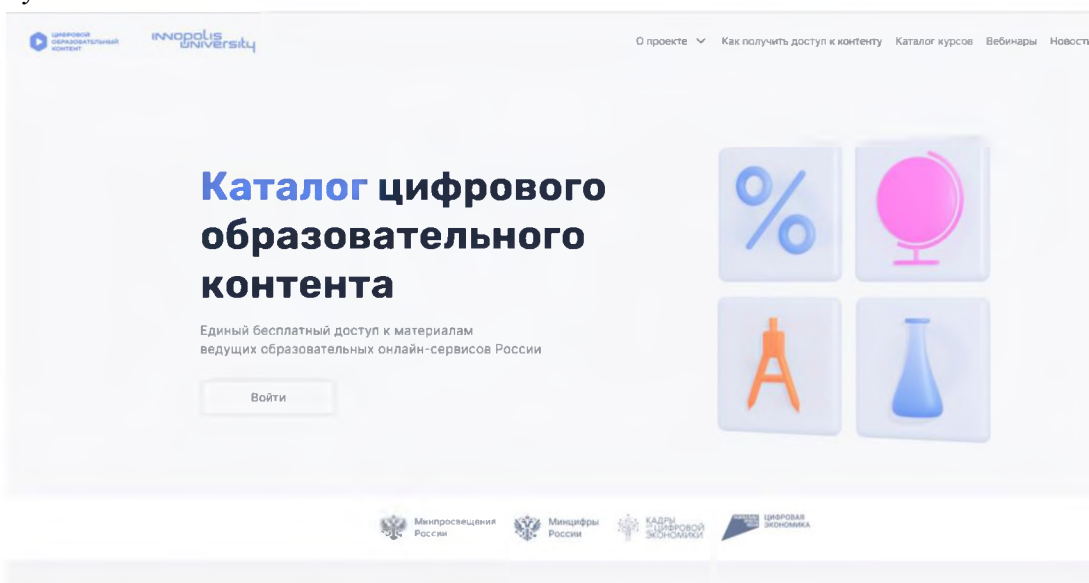 ЦИФРОВОЙ
ОБРАЗОВАТЕЛЬНЫЙ
КОНТЕНТ
INNOPOLIS
UNIVERSITY
О проекте
Как получить доступ к контенту
Каталог курсов
Вебинары
Новости
Каталог цифрового
образовательного
контента
Единый бесплатный доступ к материалам
ведущих образовательных онлайн-сервисов России
Войти
Минпросвещения
России
Минцифры
России
КАДРЫ
ЦИФРОВОЙ
ЭКОНОМИКИ
ЦИФРОВАЯ
ЭКОНОМИКА